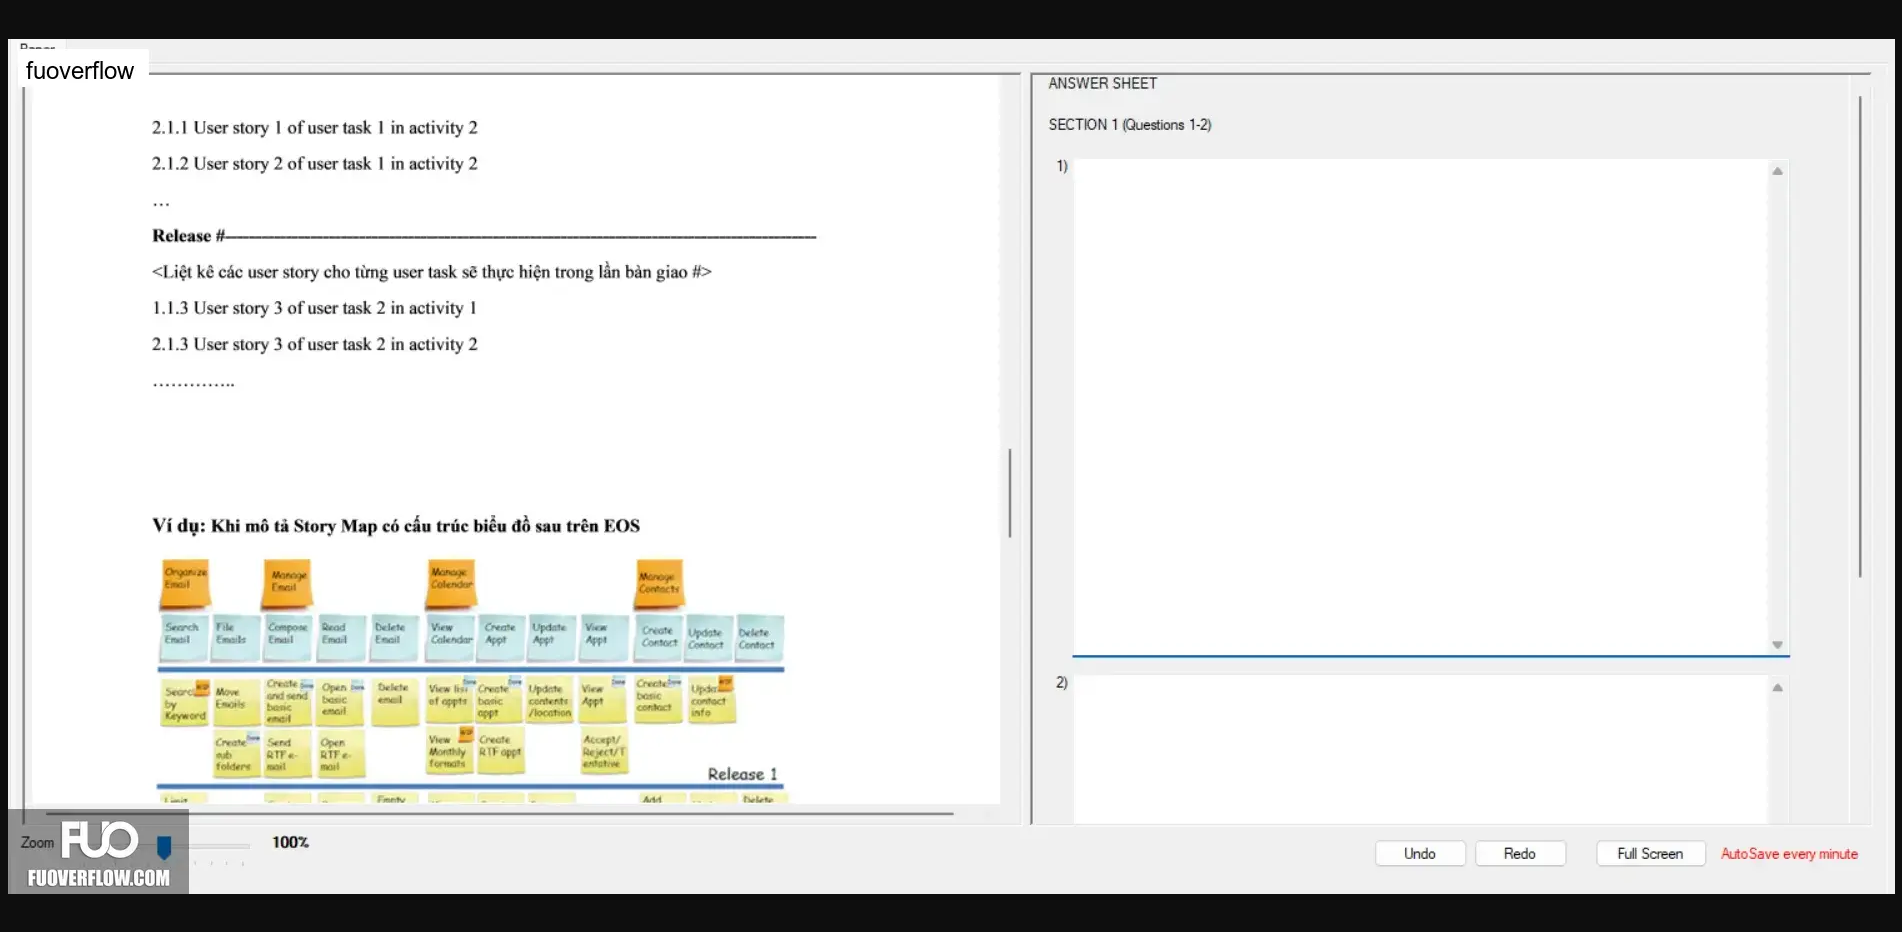 fuoverflow
2.1.1 User story 1 of user task 1 in activity 2
2.1.2 User story 2 of user task 1 in activity 2
…
Release #
<Liệt kê các user story cho từng user task sẽ thực hiện trong lần bàn giao #>
1.1.3 User story 3 of user task 2 in activity 1
2.1.3 User story 3 of user task 2 in activity 2
…………..
Ví dụ: Khi mô tả Story Map có cấu trúc biểu đồ sau trên EOS
Organize Email
Manage Email
Manage Calendar
Manage Contacts
Search Email
File Emails
Compose Email
Read Email
Delete Email
View Calendar
Create Appt
Update Appt
View Appt
Create Contact
Update Contact
Delete Contact
Searc by Keyword
Move Emails
Create and send basic email
Open basic email
Delete email
View list of appts
Create basic appt
Update contents /location
View Appt
Create basic contact
Upda contact info
Create sub folders
Send RTF e-mail
Open RTF e-mail
View Monthly formats
Create RTF appt
Accept/ Reject/T entative
Release 1
Empty
Add
Delete
ANSWER SHEET
SECTION 1 (Questions 1-2)
1)
2)
Zoom
100%
FUO
FUOVERFLOW.COM
Undo
Redo
Full Screen
AutoSave every minute